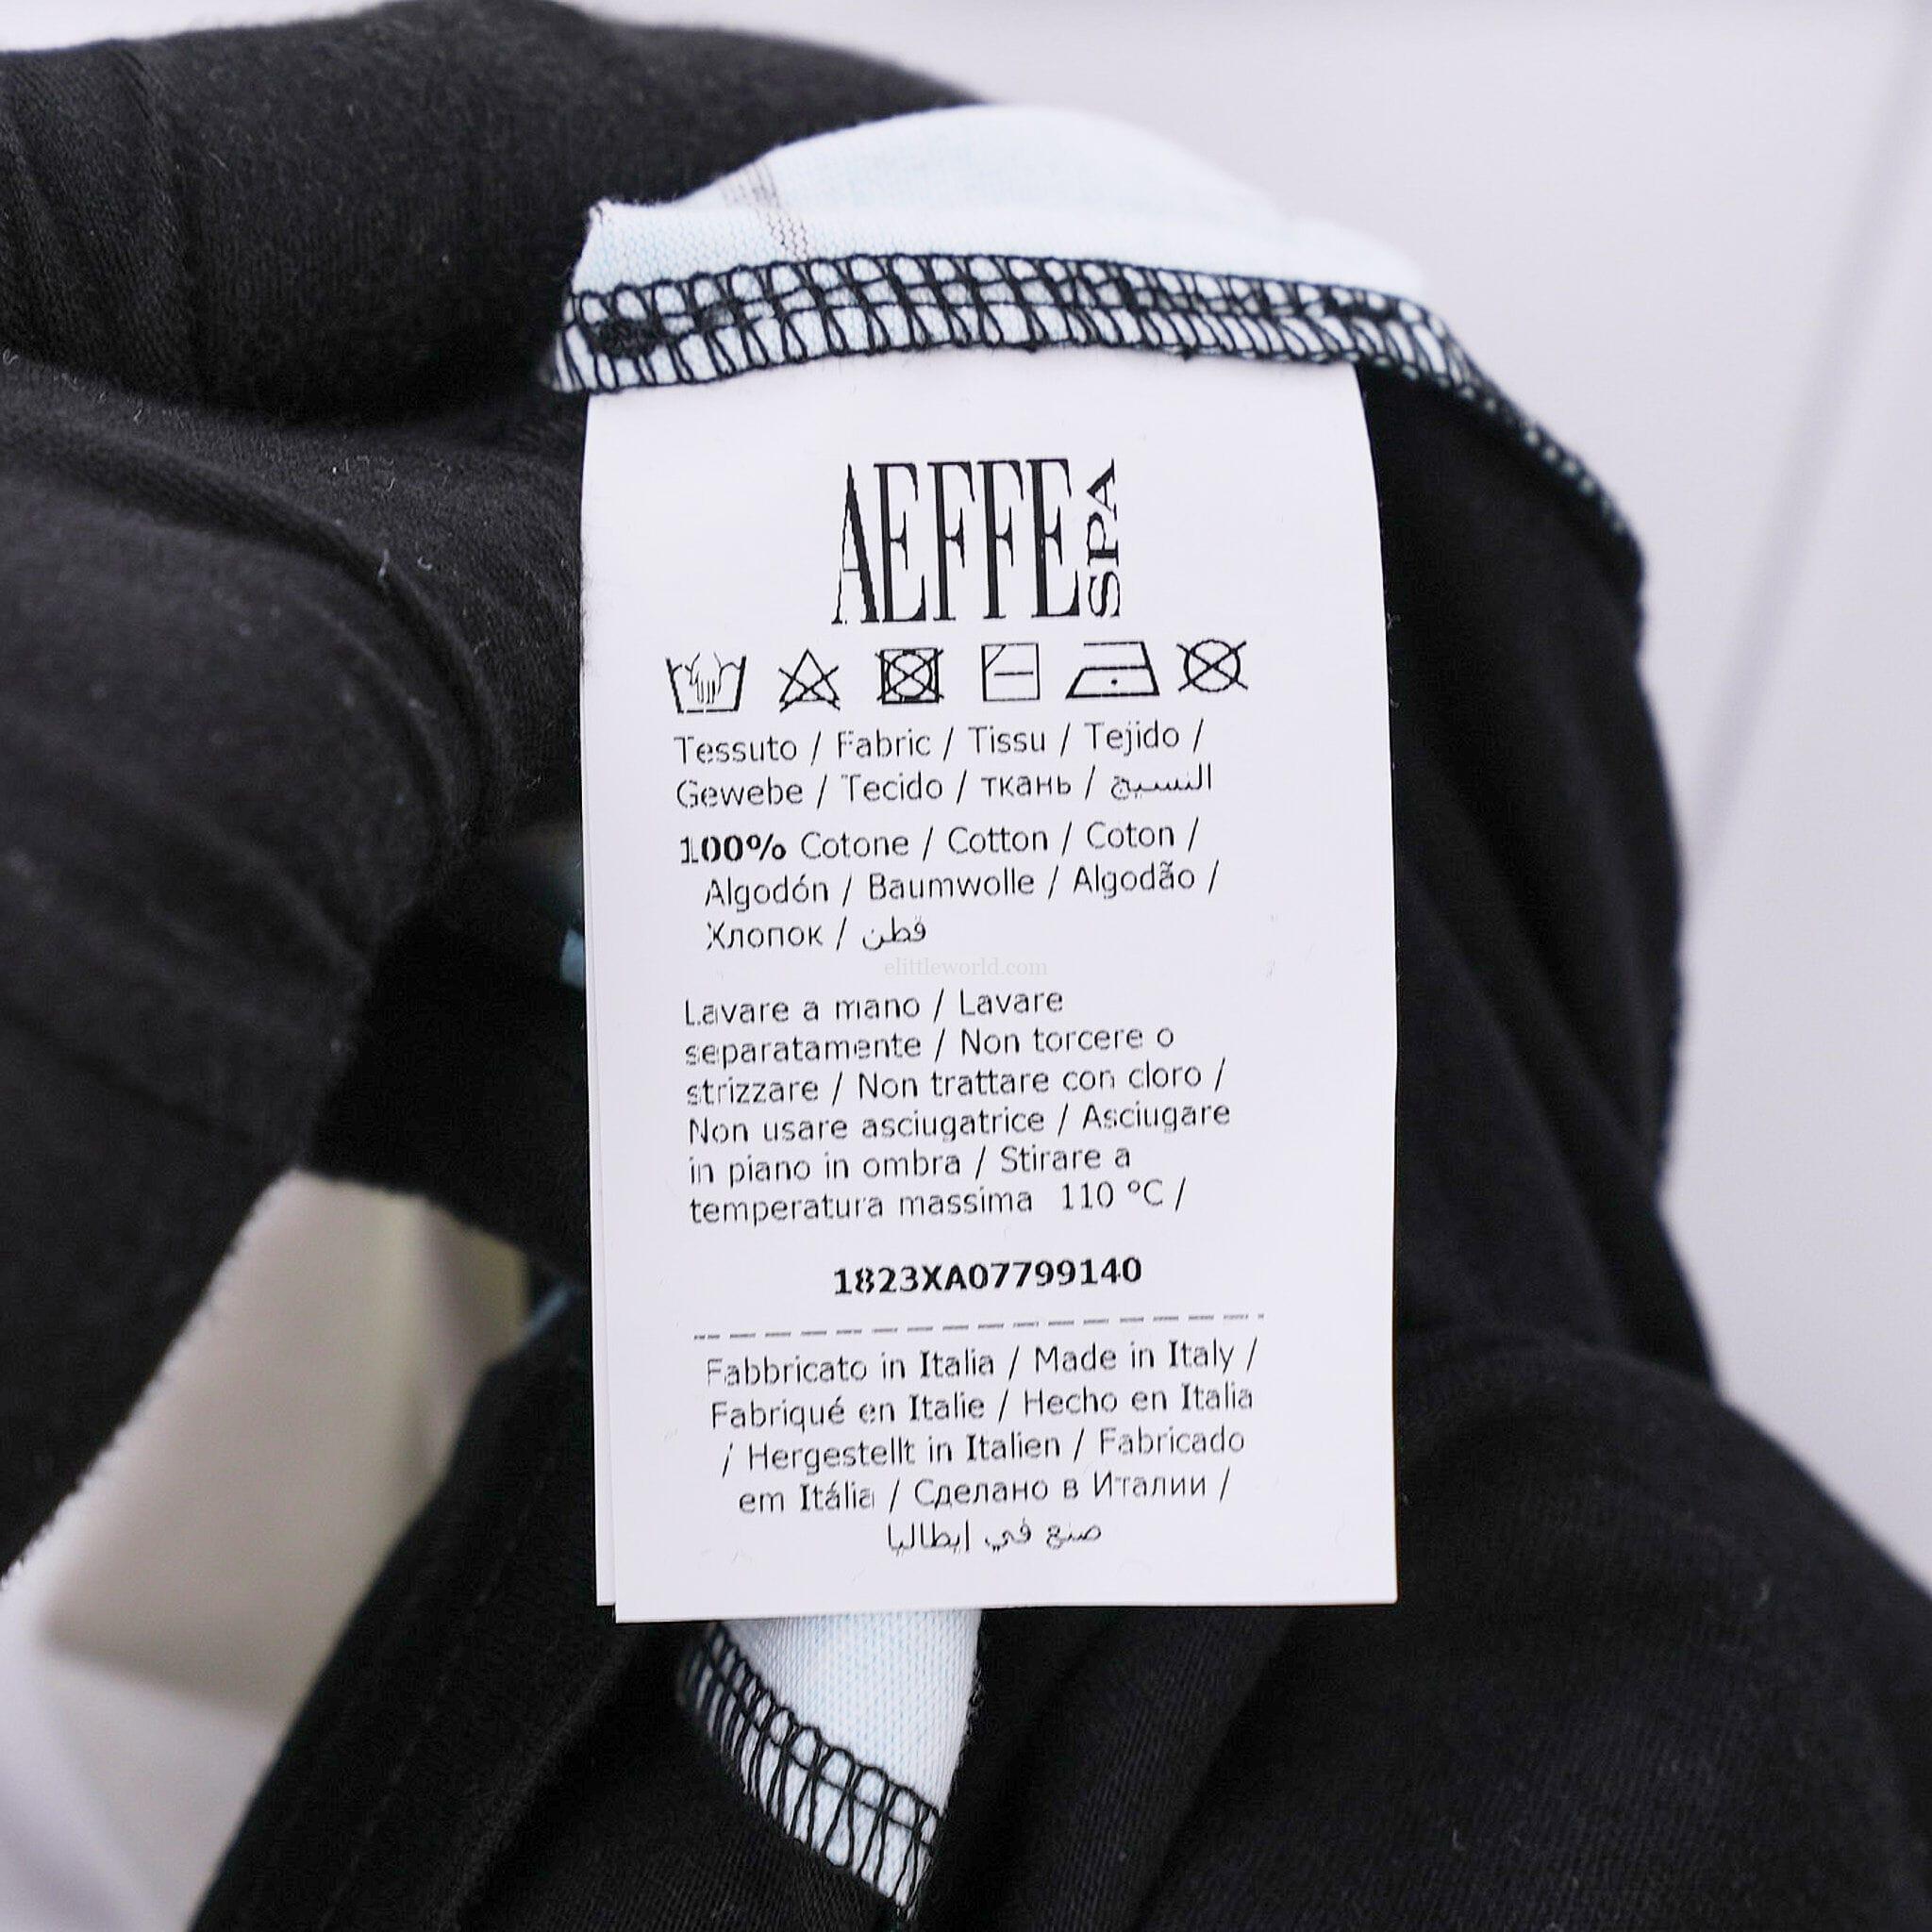 AEFFE SPA
Tessuto / Fabric / Tissu / Tejido /
Gewebe / Tecido / ткань / النسيج
100% Cotone / Cotton / Coton /
Algodón / Baumwolle / Algodão /
Хлопок / قطن
elittleworld.com
Lavare a mano / Lavare
separatamente / Non torcere o
strizzare / Non trattare con cloro /
Non usare asciugatrice / Asciugare
in piano in ombra / Stirare a
temperatura massima 110 °C /
1823XA07799140
Fabbricato in Italia / Made in Italy /
Fabriqué en Italie / Hecho en Italia
/ Hergestellt in Italien / Fabricado
em Itália / Сделано в Италии /
صنع في إيطاليا